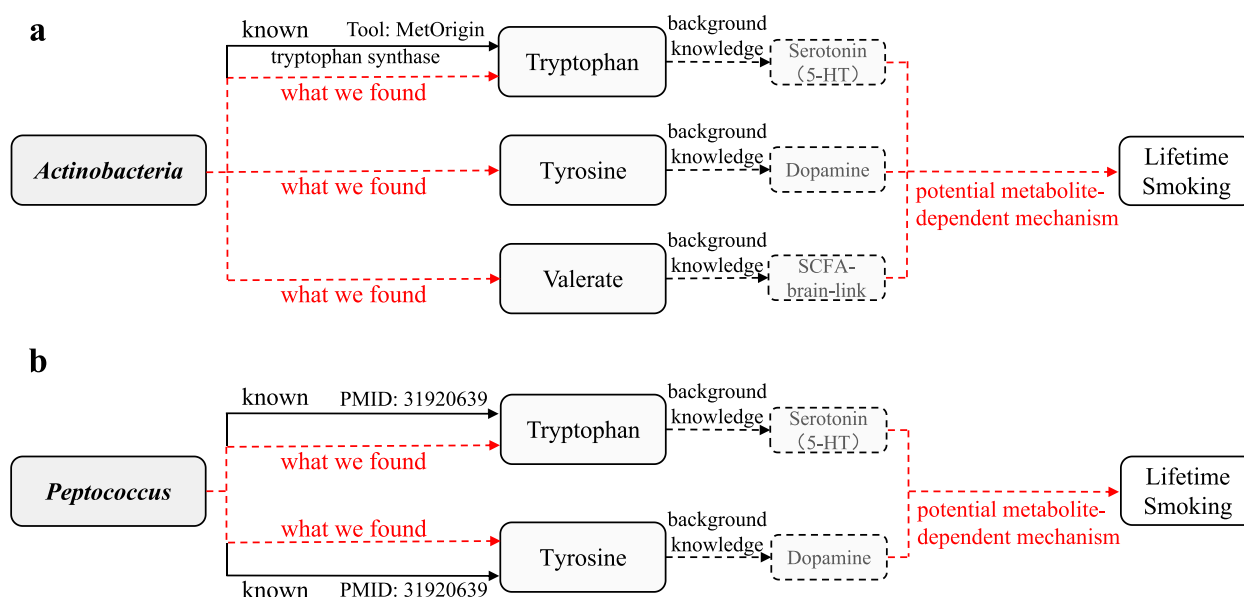 a
known
Tool: MetOrigin
tryptophan synthase
what we found
Tryptophan
background
knowledge
Serotonin
（5-HT）
Actinobacteria
what we found
Tyrosine
background
knowledge
Dopamine
potential metabolite-
dependent mechanism
Lifetime
Smoking
what we found
Valerate
background
knowledge
SCFA-
brain-link
b
known
PMID: 31920639
what we found
Tryptophan
background
knowledge
Serotonin
（5-HT）
Peptococcus
potential metabolite-
dependent mechanism
Lifetime
Smoking
what we found
known
PMID: 31920639
Tyrosine
background
knowledge
Dopamine